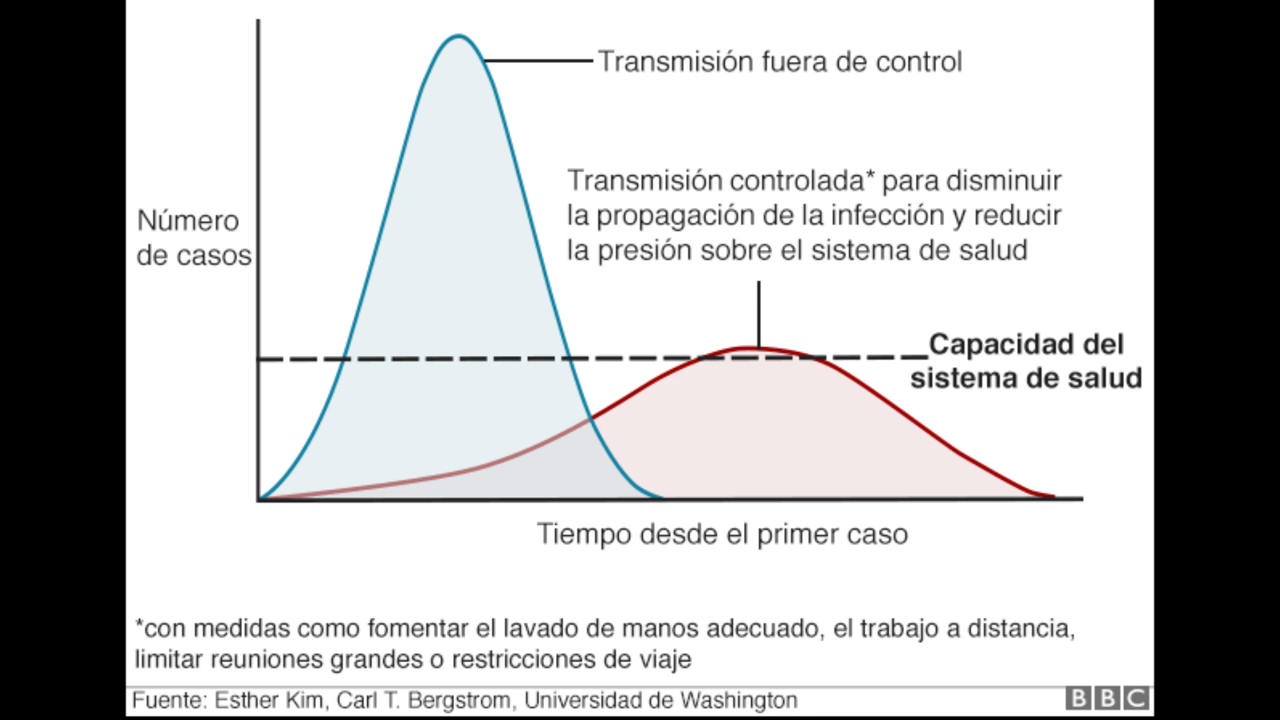 Transmisión fuera de control
Transmisión controlada* para disminuir
la propagación de la infección y reducir
la presión sobre el sistema de salud
Número
de casos
Capacidad del
sistema de salud
Tiempo desde el primer caso
*con medidas como fomentar el lavado de manos adecuado, el trabajo a distancia,
limitar reuniones grandes o restricciones de viaje
Fuente: Esther Kim, Carl T. Bergstrom, Universidad de Washington
BBC